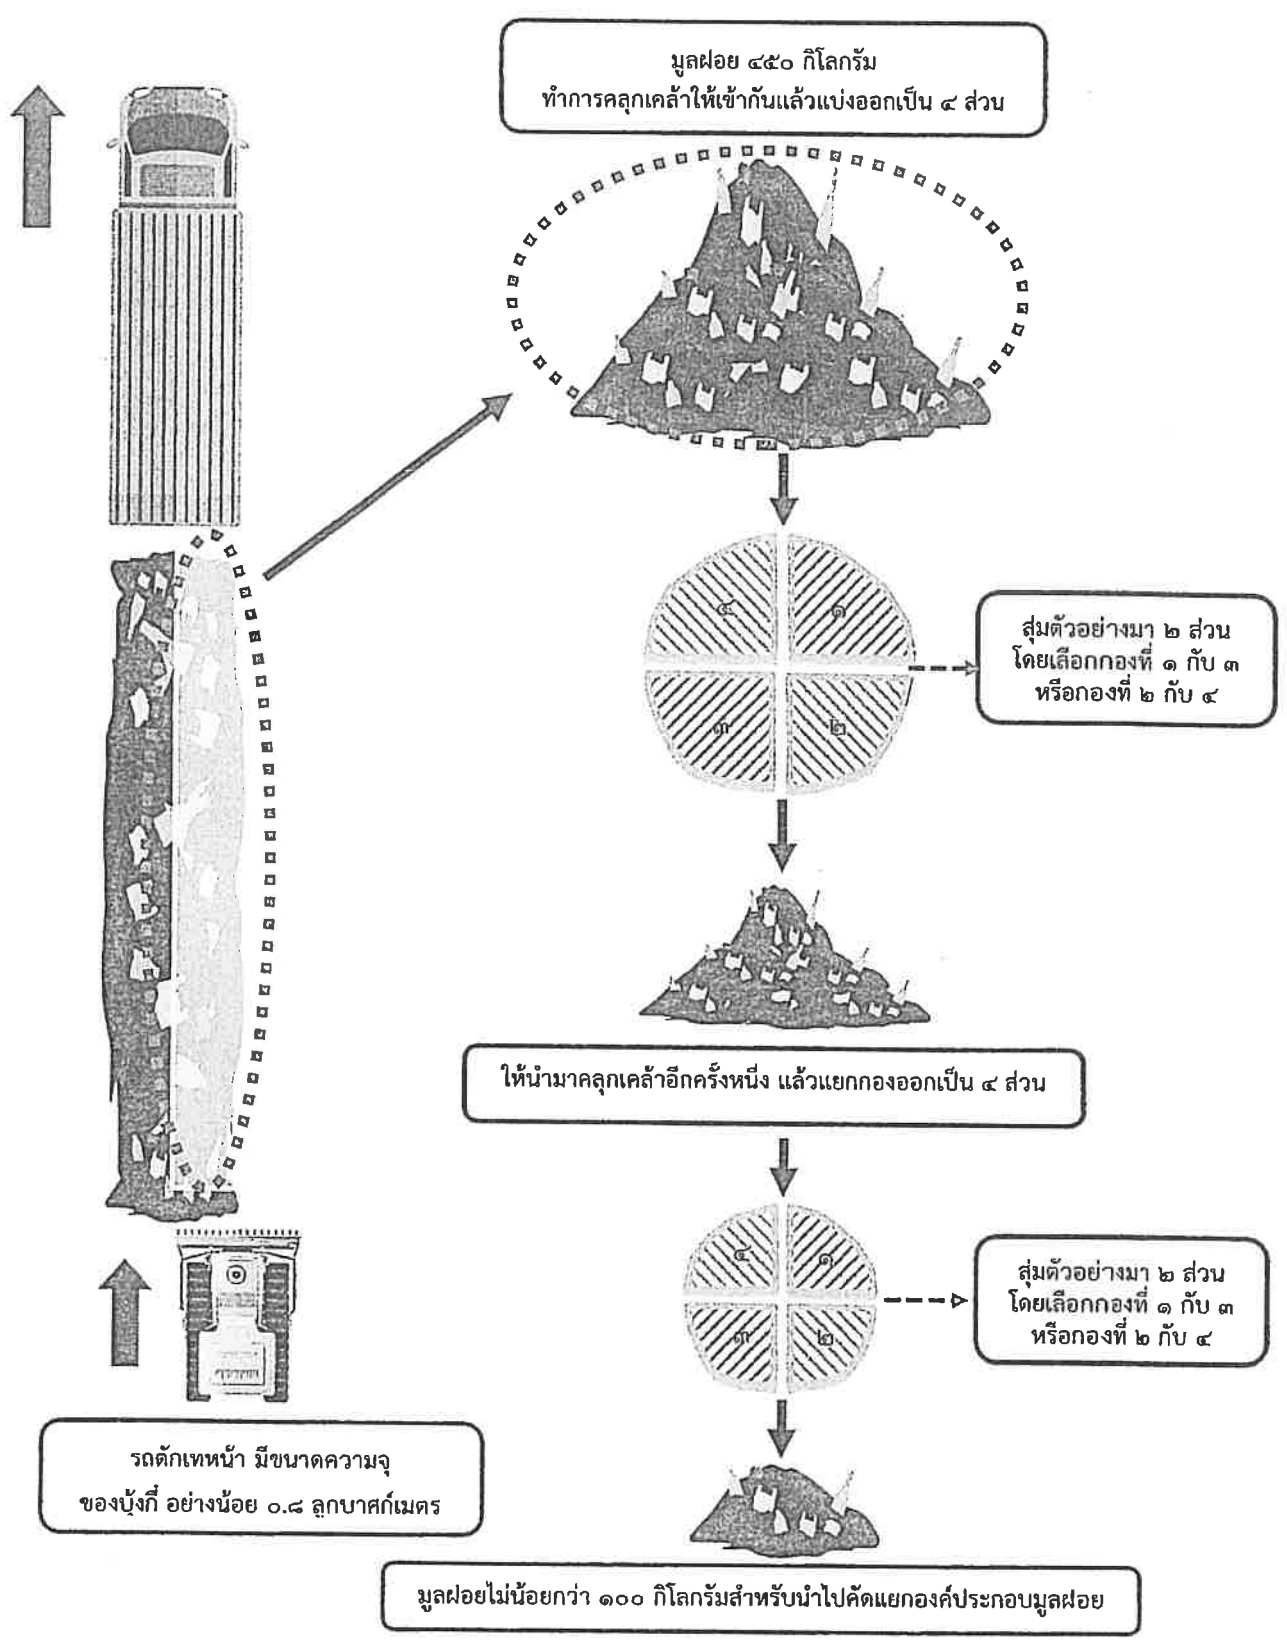 มูลฝอย ๔๕๐ กิโลกรัม
ทำการคลุกเคล้าให้เข้ากันแล้วแบ่งออกเป็น ๔ ส่วน
๔
๑
๓
๒
สุ่มตัวอย่างมา ๒ ส่วน
โดยเลือกกองที่ ๑ กับ ๓
หรือกองที่ ๒ กับ ๔
ให้นำมาคลุกเคล้าอีกครั้งหนึ่ง แล้วแยกกองออกเป็น ๔ ส่วน
๔
๑
๓
๒
สุ่มตัวอย่างมา ๒ ส่วน
โดยเลือกกองที่ ๑ กับ ๓
หรือกองที่ ๒ กับ ๔
รถตักเทหน้า มีขนาดความจุ
ของบุ้งกี๋ อย่างน้อย ๐.๘ ลูกบาศก์เมตร
มูลฝอยไม่น้อยกว่า ๑๐๐ กิโลกรัมสำหรับนำไปคัดแยกองค์ประกอบมูลฝอย